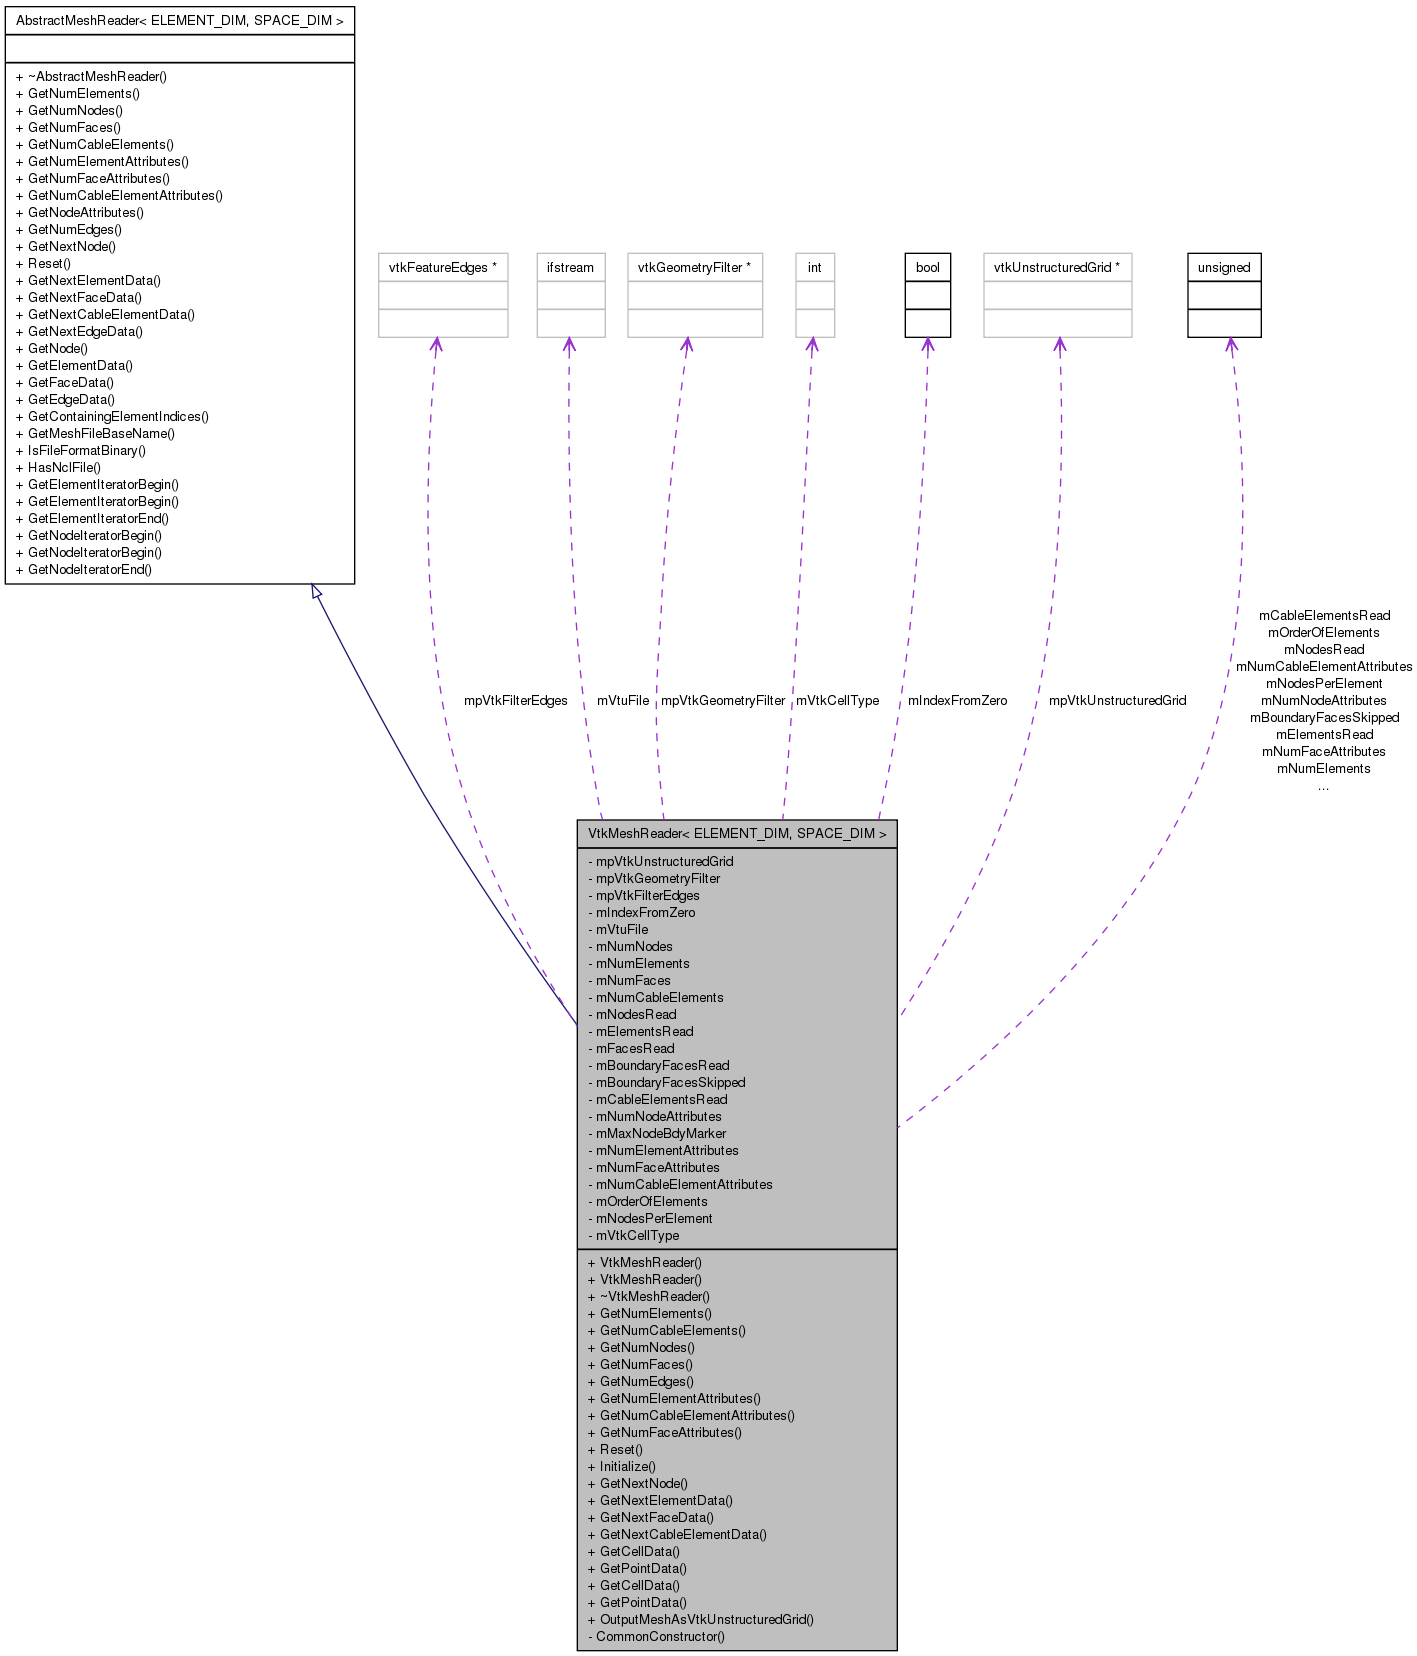 AbstractMeshReader< ELEMENT_DIM, SPACE_DIM >
+ ~AbstractMeshReader()
+ GetNumElements()
+ GetNumNodes()
+ GetNumFaces()
+ GetNumCableElements()
+ GetNumElementAttributes()
+ GetNumFaceAttributes()
+ GetNumCableElementAttributes()
+ GetNodeAttributes()
+ GetNumEdges()
+ GetNextNode()
+ Reset()
+ GetNextElementData()
+ GetNextFaceData()
+ GetNextCableElementData()
+ GetNextEdgeData()
+ GetNode()
+ GetElementData()
+ GetFaceData()
+ GetEdgeData()
+ GetContainingElementIndices()
+ GetMeshFileBaseName()
+ IsFileFormatBinary()
+ HasNclFile()
+ GetElementIteratorBegin()
+ GetElementIteratorBegin()
+ GetElementIteratorEnd()
+ GetNodeIteratorBegin()
+ GetNodeIteratorBegin()
+ GetNodeIteratorEnd()
vtkFeatureEdges *
ifstream
vtkGeometryFilter *
int
bool
vtkUnstructuredGrid *
unsigned
mpVtkFilterEdges
mVtuFile
mpVtkGeometryFilter
mVtkCellType
mIndexFromZero
mpVtkUnstructuredGrid
mCableElementsRead
mOrderOfElements
mNodesRead
mNumCableElementAttributes
mNodesPerElement
mNumNodeAttributes
mBoundaryFacesSkipped
mElementsRead
mNumFaceAttributes
mNumElements
...
VtkMeshReader< ELEMENT_DIM, SPACE_DIM >
- mpVtkUnstructuredGrid
- mpVtkGeometryFilter
- mpVtkFilterEdges
- mIndexFromZero
- mVtuFile
- mNumNodes
- mNumElements
- mNumFaces
- mNumCableElements
- mNodesRead
- mElementsRead
- mFacesRead
- mBoundaryFacesRead
- mBoundaryFacesSkipped
- mCableElementsRead
- mNumNodeAttributes
- mMaxNodeBdyMarker
- mNumElementAttributes
- mNumFaceAttributes
- mNumCableElementAttributes
- mOrderOfElements
- mNodesPerElement
- mVtkCellType
+ VtkMeshReader()
+ VtkMeshReader()
+ ~VtkMeshReader()
+ GetNumElements()
+ GetNumCableElements()
+ GetNumNodes()
+ GetNumFaces()
+ GetNumEdges()
+ GetNumElementAttributes()
+ GetNumCableElementAttributes()
+ GetNumFaceAttributes()
+ Reset()
+ Initialize()
+ GetNextNode()
+ GetNextElementData()
+ GetNextFaceData()
+ GetNextCableElementData()
+ GetCellData()
+ GetPointData()
+ GetCellData()
+ GetPointData()
+ OutputMeshAsVtkUnstructuredGrid()
- CommonConstructor()